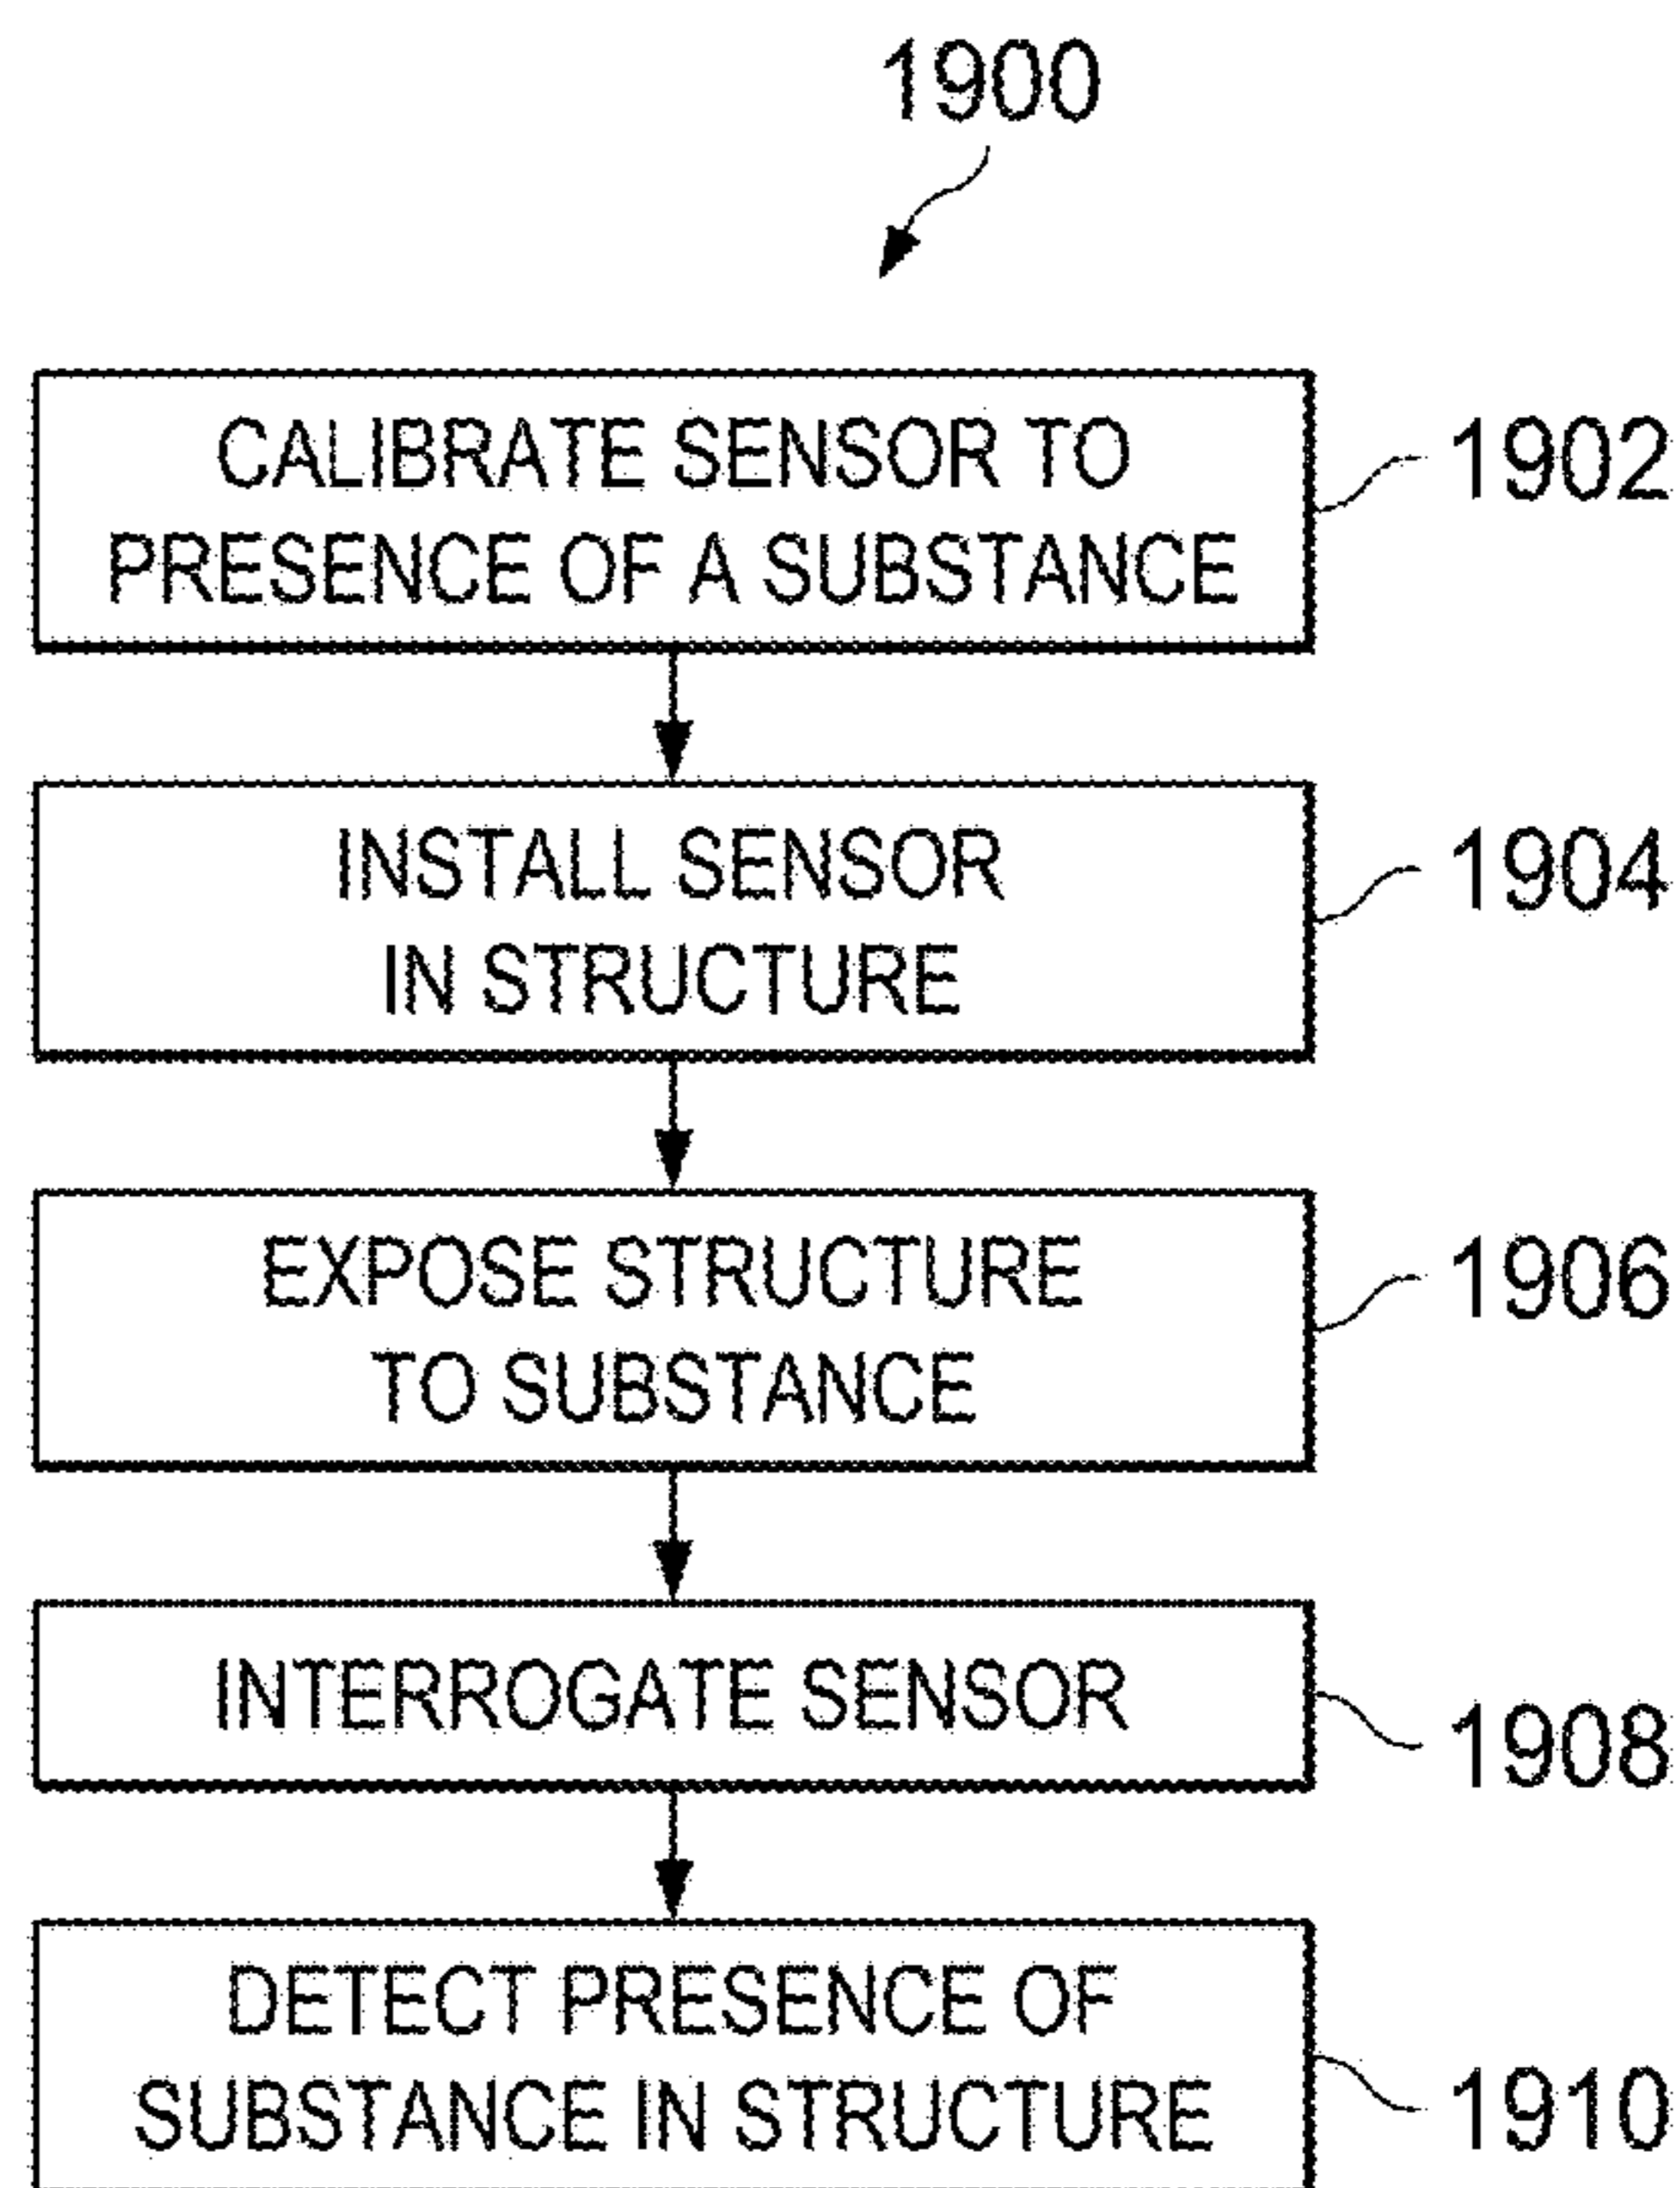 1900
CALIBRATE SENSOR TO
PRESENCE OF A SUBSTANCE
1902
INSTALL SENSOR
IN STRUCTURE
1904
EXPOSE STRUCTURE
TO SUBSTANCE
1906
INTERROGATE SENSOR
1908
DETECT PRESENCE OF
SUBSTANCE IN STRUCTURE
1910